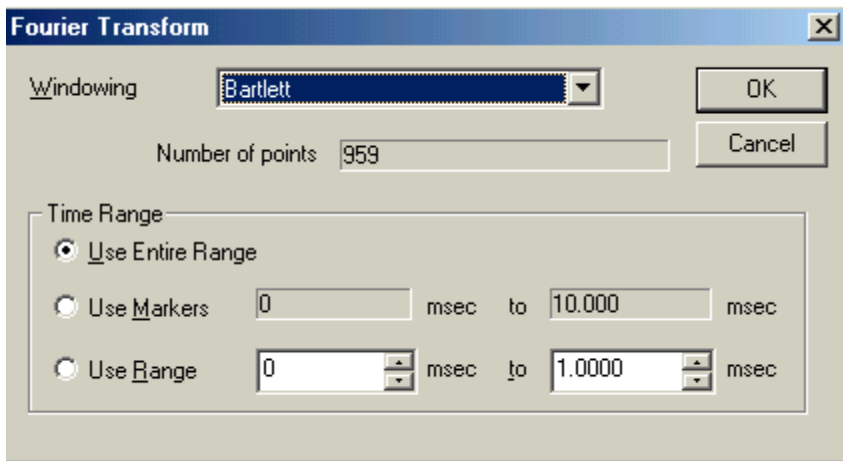 Fourier Transform
Windowing Bartlett OK
Number of points 959 Cancel
Time Range
Use Entire Range
Use Markers 0 msec to 10.000 msec
Use Range 0 msec to 1.0000 msec